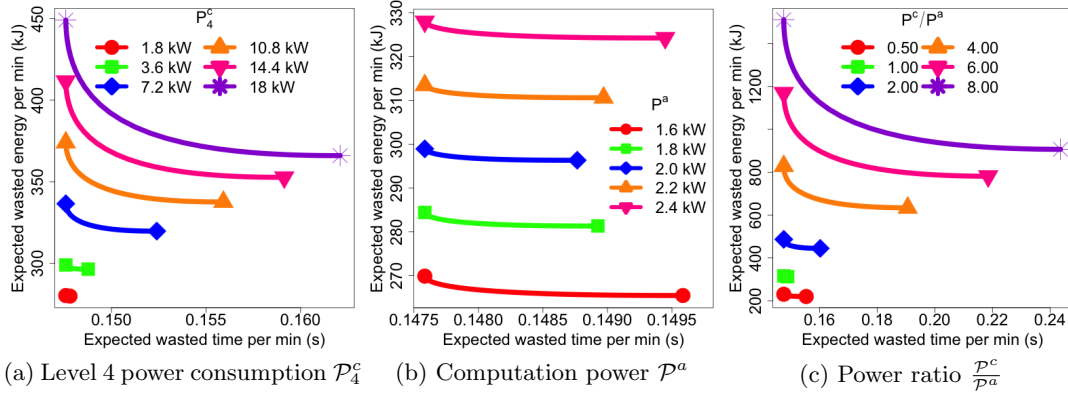 P₄ᶜ
1.8 kW
3.6 kW
7.2 kW
10.8 kW
14.4 kW
18 kW
Expected wasted energy per min (kJ)
450
400
350
300
0.150
0.155
0.160
Expected wasted time per min (s)
(a) Level 4 power consumption 𝒫₄ᶜ
Pᵃ
1.6 kW
1.8 kW
2.0 kW
2.2 kW
2.4 kW
Expected wasted energy per min (kJ)
330
310
300
290
280
270
0.1475
0.1480
0.1485
0.1490
0.1495
Expected wasted time per min (s)
(b) Computation power 𝒫ᵃ
Pᶜ/Pᵃ
0.50
1.00
2.00
4.00
6.00
8.00
Expected wasted energy per min (kJ)
1200
800
600
400
200
0.16
0.18
0.20
0.22
0.24
Expected wasted time per min (s)
(c) Power ratio 𝒫ᶜ/𝒫ᵃ